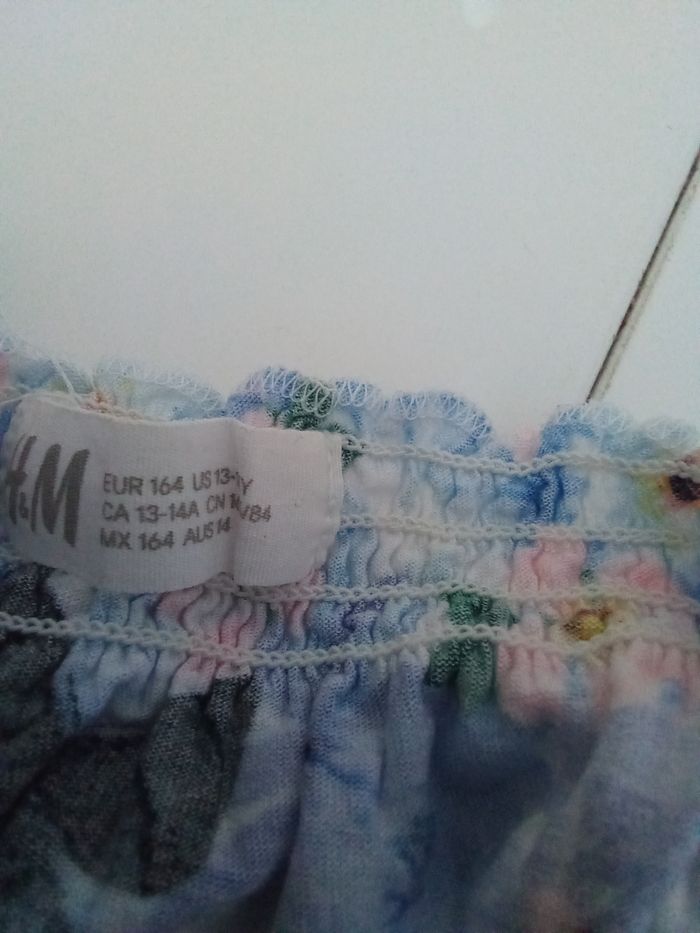 H&M
EUR 164 US
CA 13-14A CN
MX 164 AUS 14